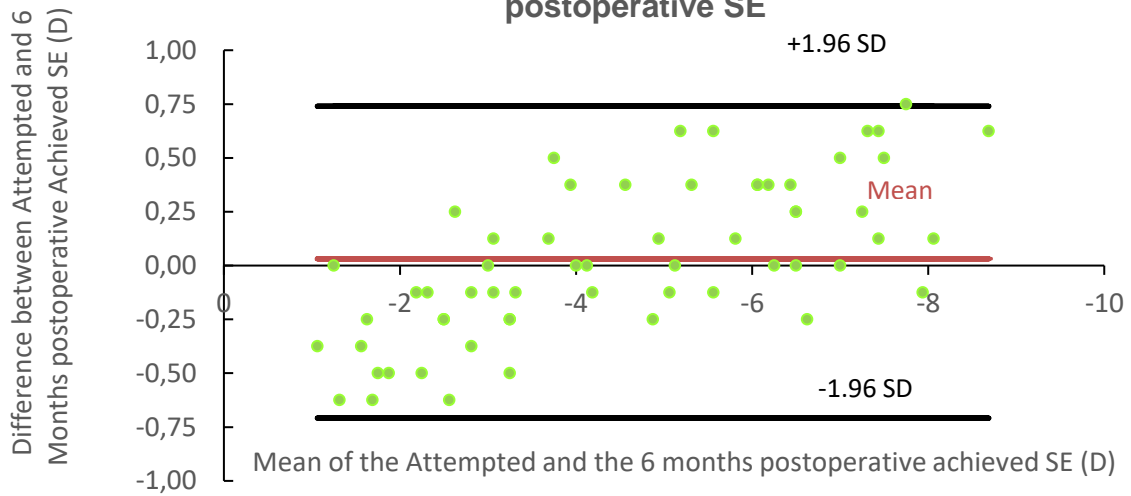 postoperative SE
Difference between Attempted and 6
Months postoperative Achieved SE (D)
+1.96 SD
1,00
0,75
0,50
Mean
0,25
0,00
0 -2 -4 -6 -8 -10
-0,25
-0,50
-1.96 SD
-0,75
Mean of the Attempted and the 6 months postoperative achieved SE (D)
-1,00